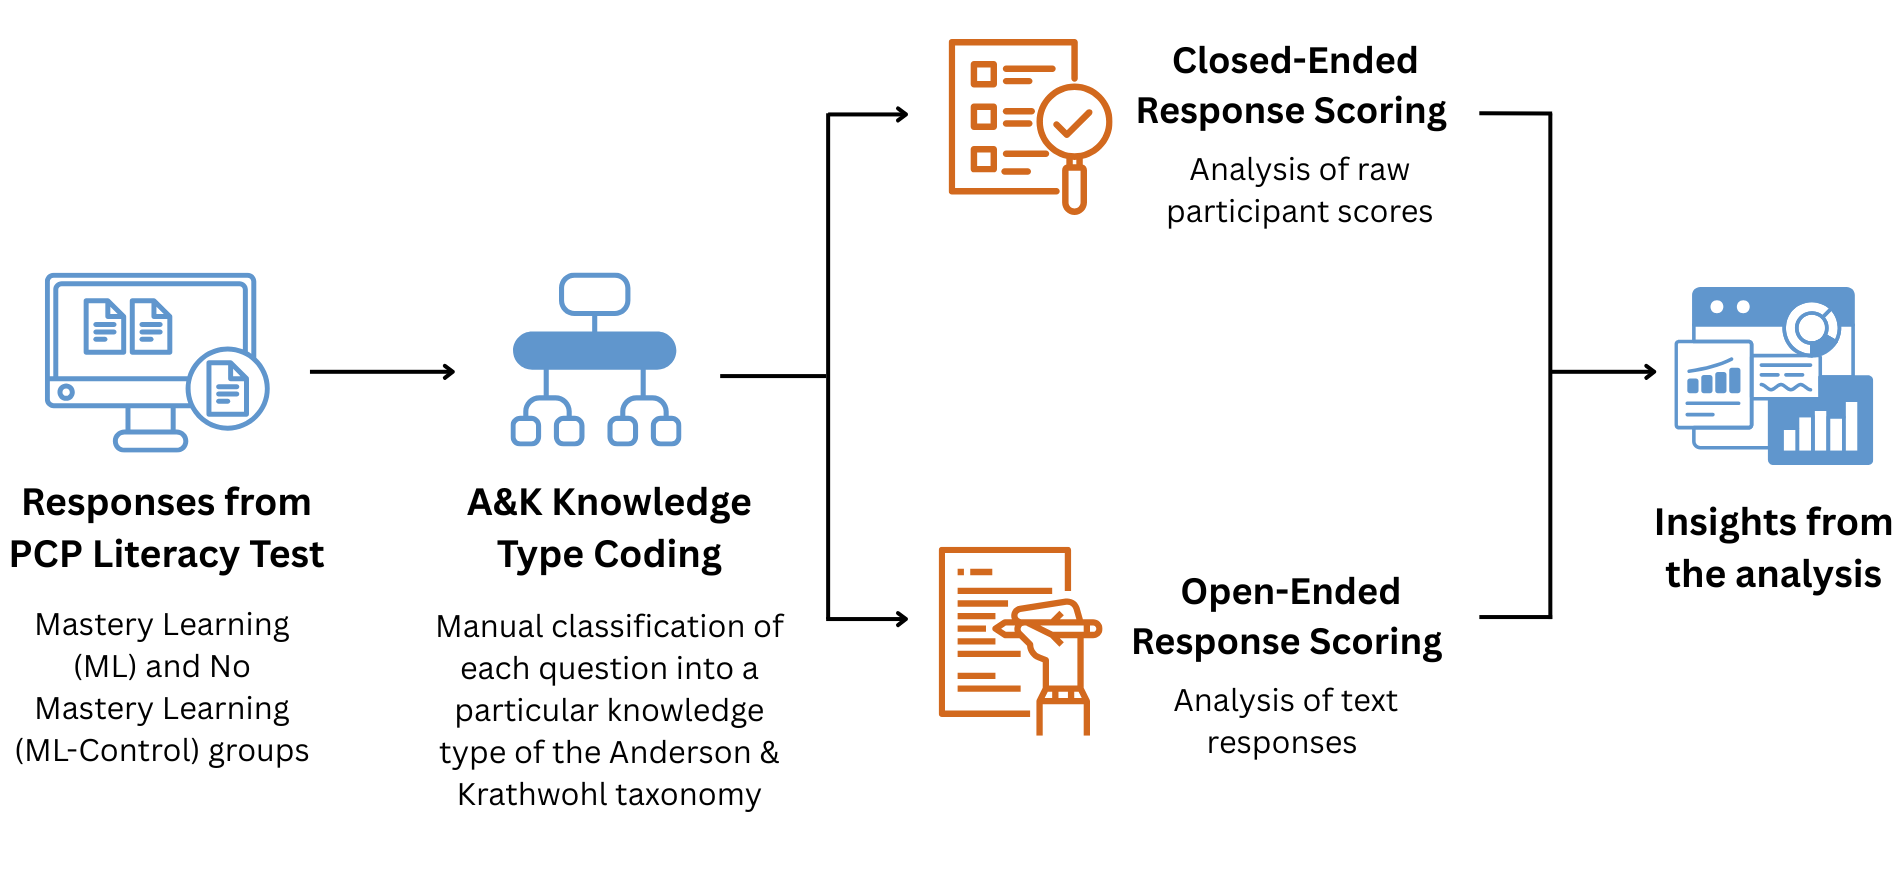 Responses from
PCP Literacy Test
Mastery Learning
(ML) and No
Mastery Learning
(ML-Control) groups
A&K Knowledge
Type Coding
Manual classification of
each question into a
particular knowledge
type of the Anderson &
Krathwohl taxonomy
Closed-Ended
Response Scoring
Analysis of raw
participant scores
Open-Ended
Response Scoring
Analysis of text
responses
Insights from
the analysis